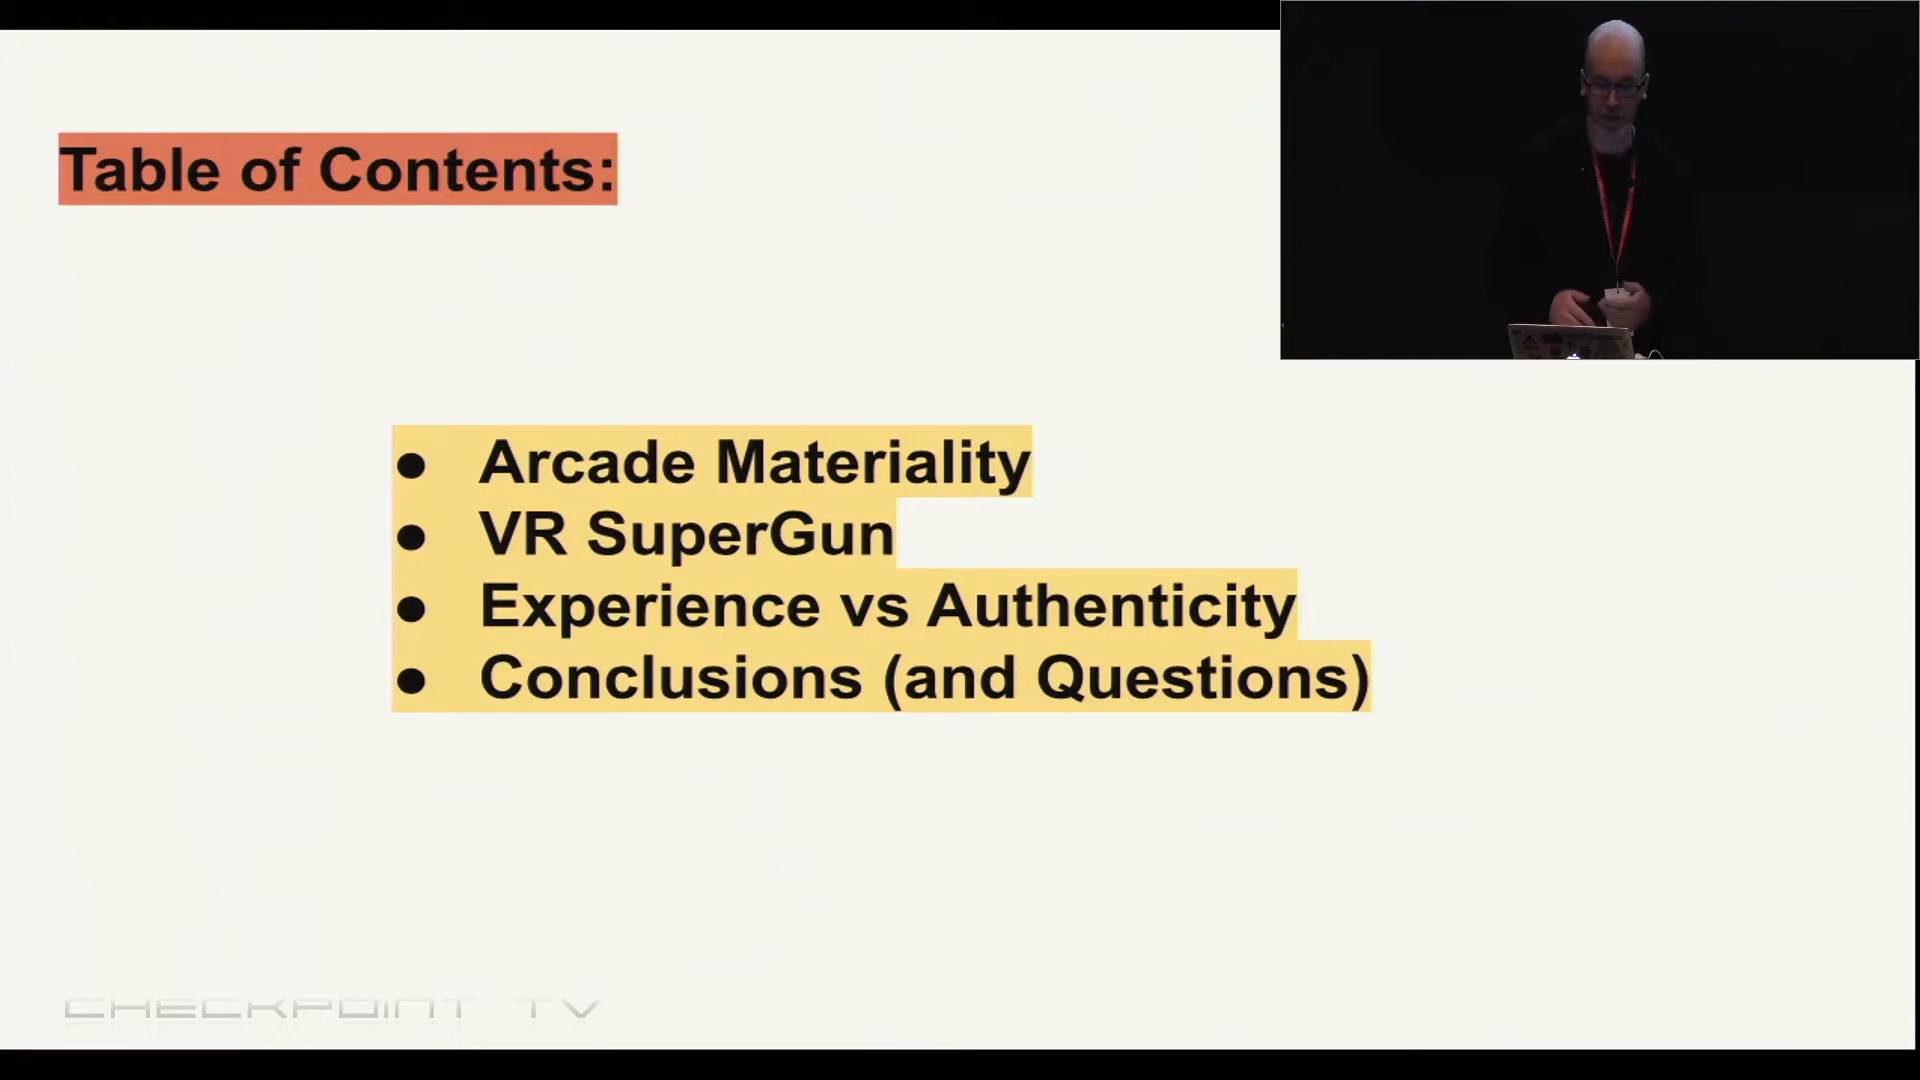 Table of Contents:
● Arcade Materiality
● VR SuperGun
● Experience vs Authenticity
● Conclusions (and Questions)
CHECKPOINT TV